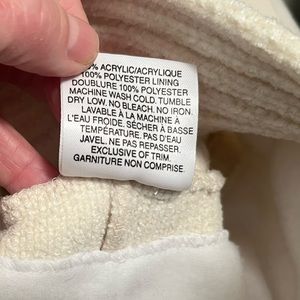 % ACRYLIC/ACRYLIQUE
100% POLYESTER LINING
DOUBLURE 100% POLYESTER
MACHINE WASH COLD. TUMBLE
DRY LOW. NO BLEACH. NO IRON.
LAVABLE À LA MACHINE À
L'EAU FROIDE. SÉCHER À BASSE
TEMPÉRATURE. PAS D'EAU
JAVEL. NE PAS REPASSER.
EXCLUSIVE OF TRIM.
GARNITURE NON COMPRISE.